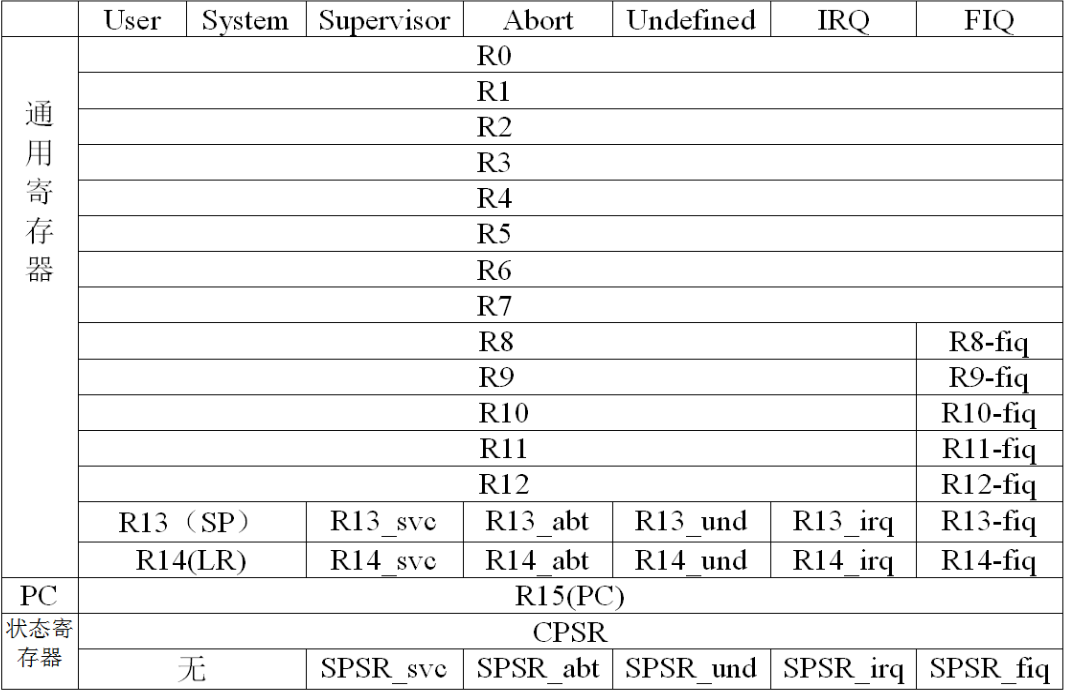 User System Supervisor Abort Undefined IRQ FIQ
通用寄存器
R0
R1
R2
R3
R4
R5
R6
R7
R8 R8-fiq
R9 R9-fiq
R10 R10-fiq
R11 R11-fiq
R12 R12-fiq
R13（SP） R13_svc R13_abt R13_und R13_irq R13-fiq
R14(LR) R14_svc R14_abt R14_und R14_irq R14-fiq
PC R15(PC)
状态寄存器
CPSR
无 SPSR_svc SPSR_abt SPSR_und SPSR_irq SPSR_fiq